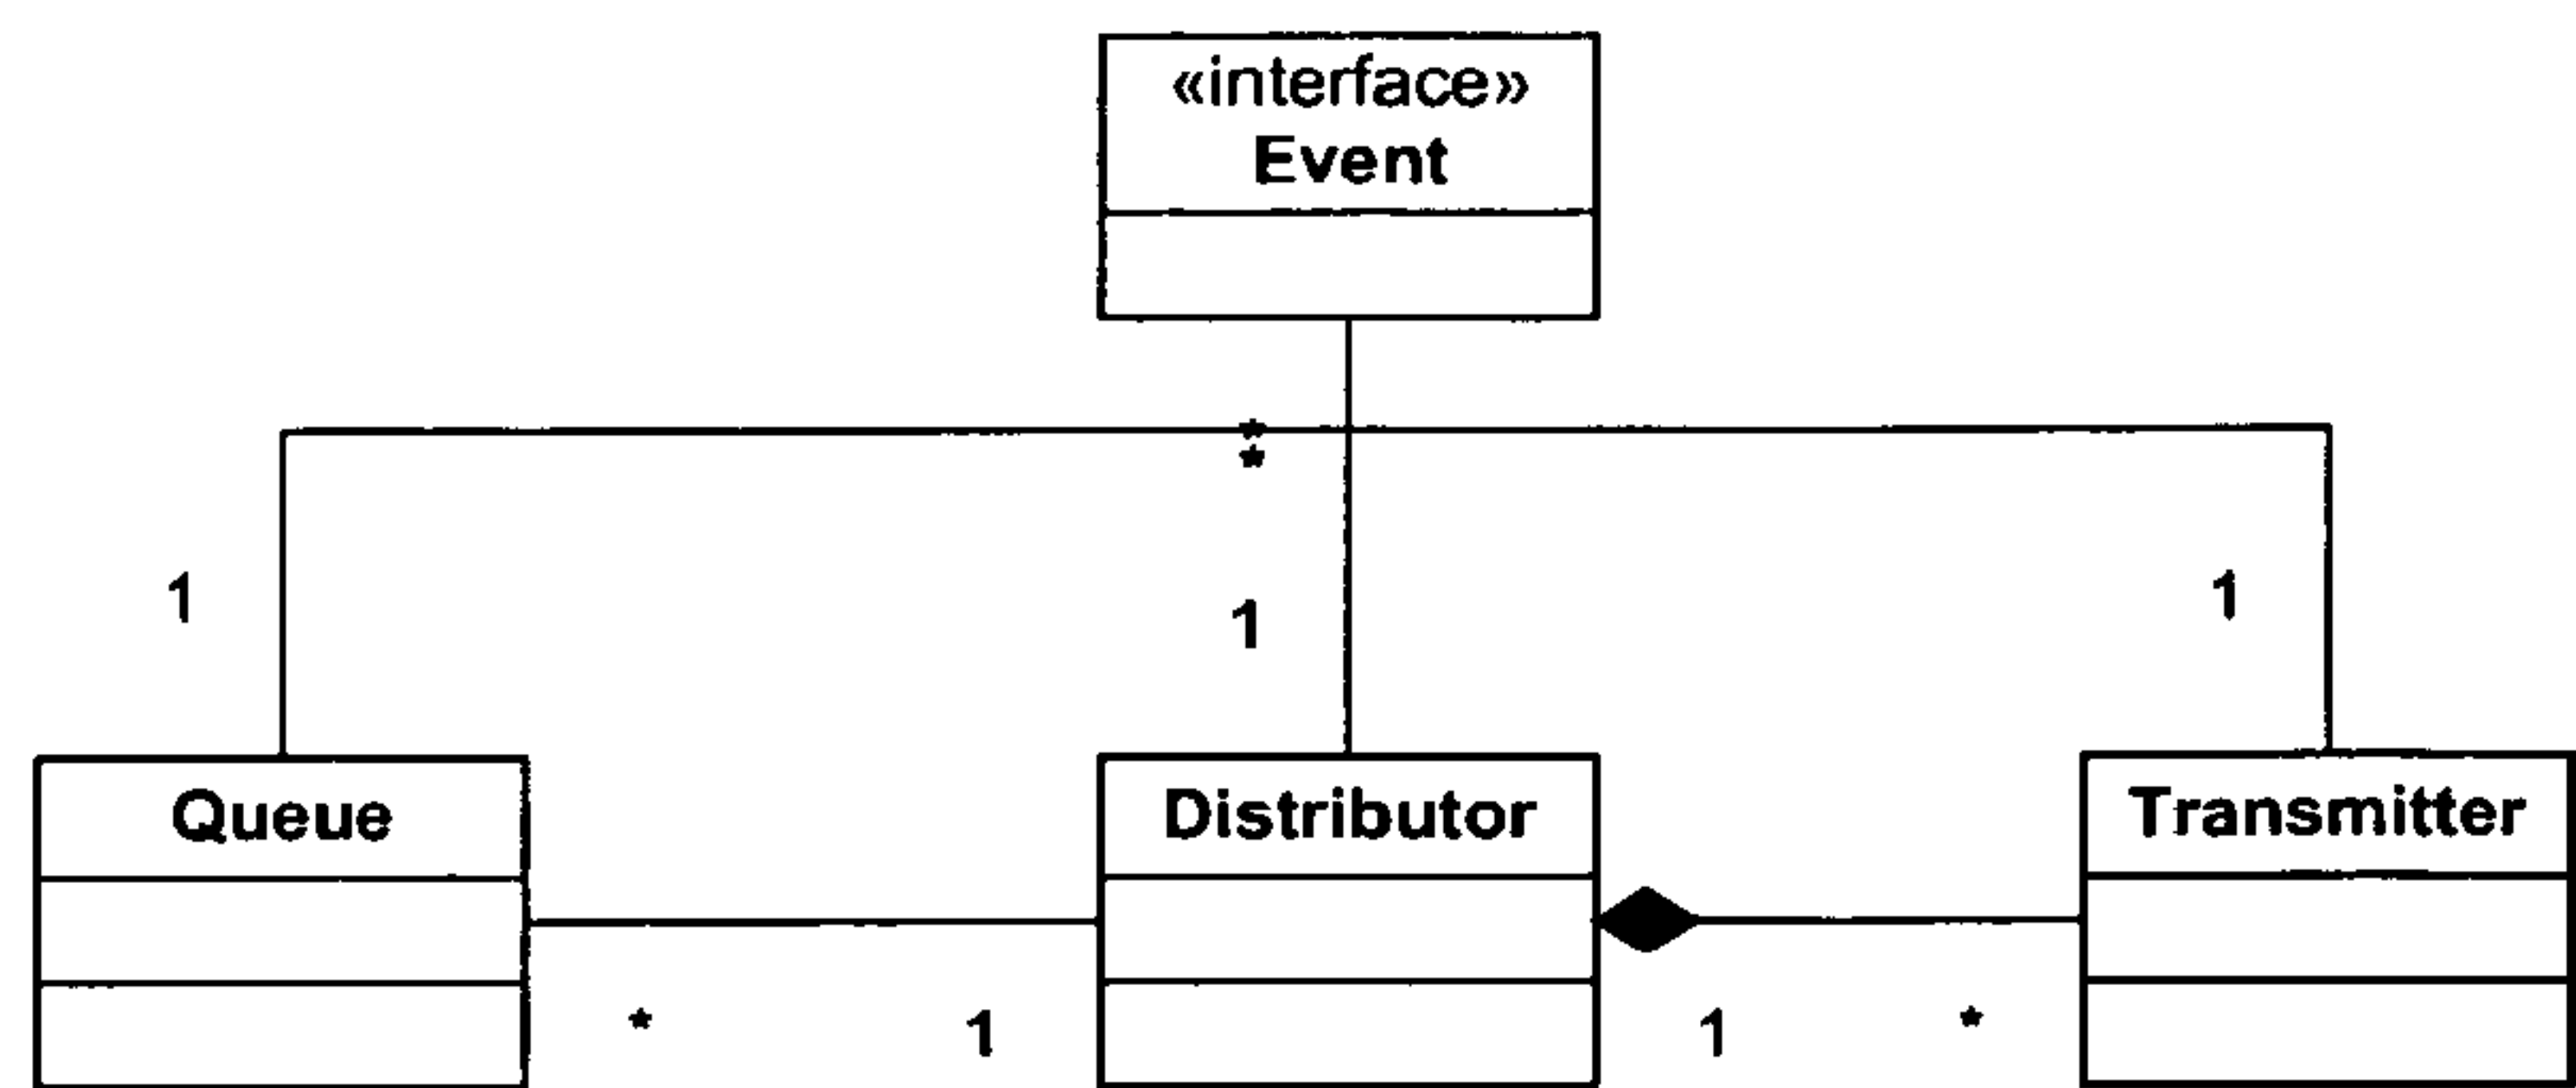 «interface»
Event
*
*
1
1
1
Queue
Distributor
Transmitter
*
1
1
*